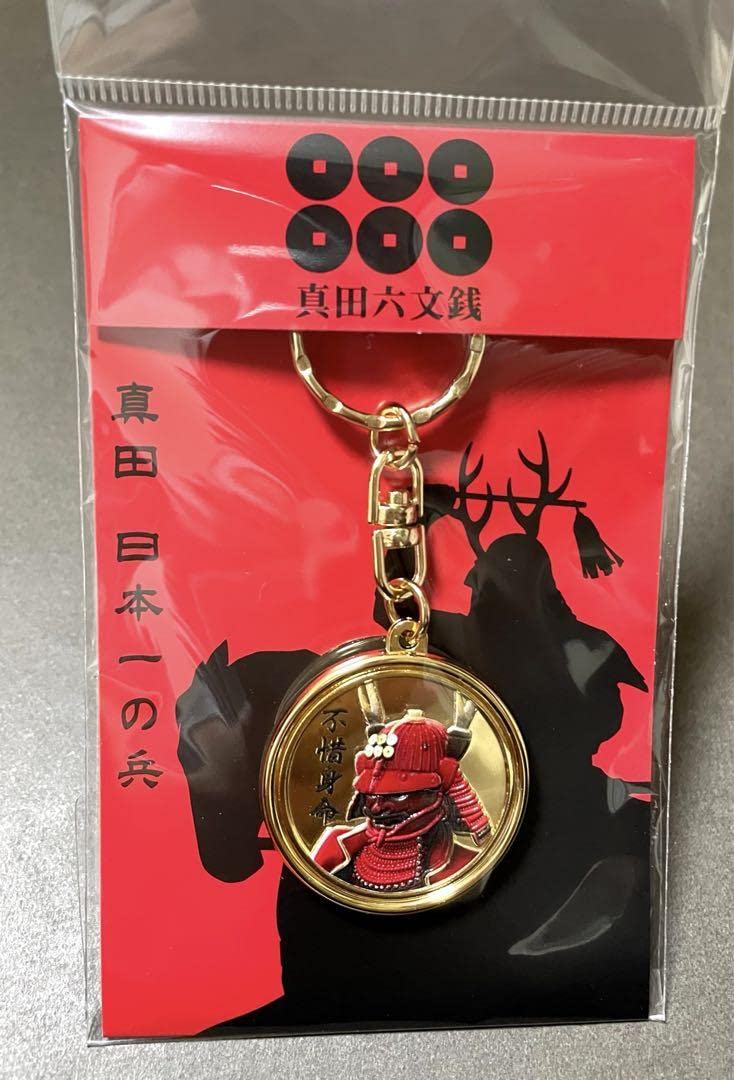 真田六文銭
真田 日本一の兵
不惜身命